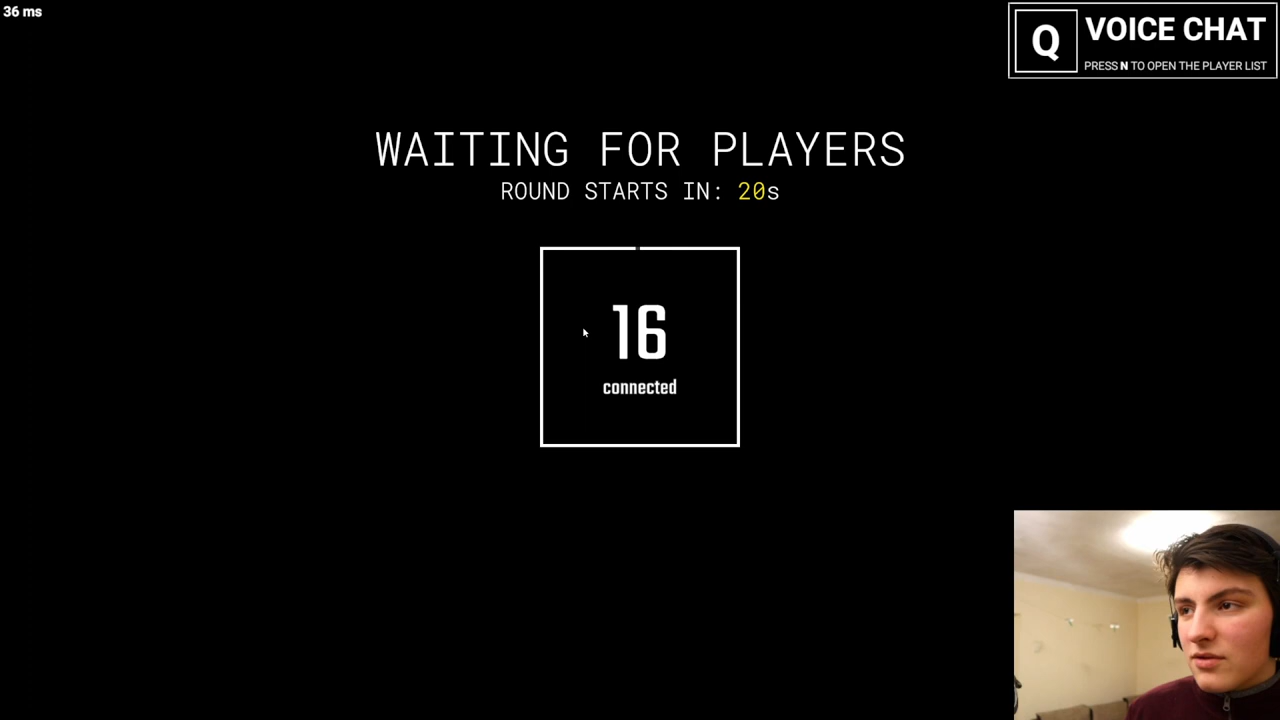 36 ms
Q
VOICE CHAT
PRESS N TO OPEN THE PLAYER LIST
WAITING FOR PLAYERS
ROUND STARTS IN: 20s
16
connected